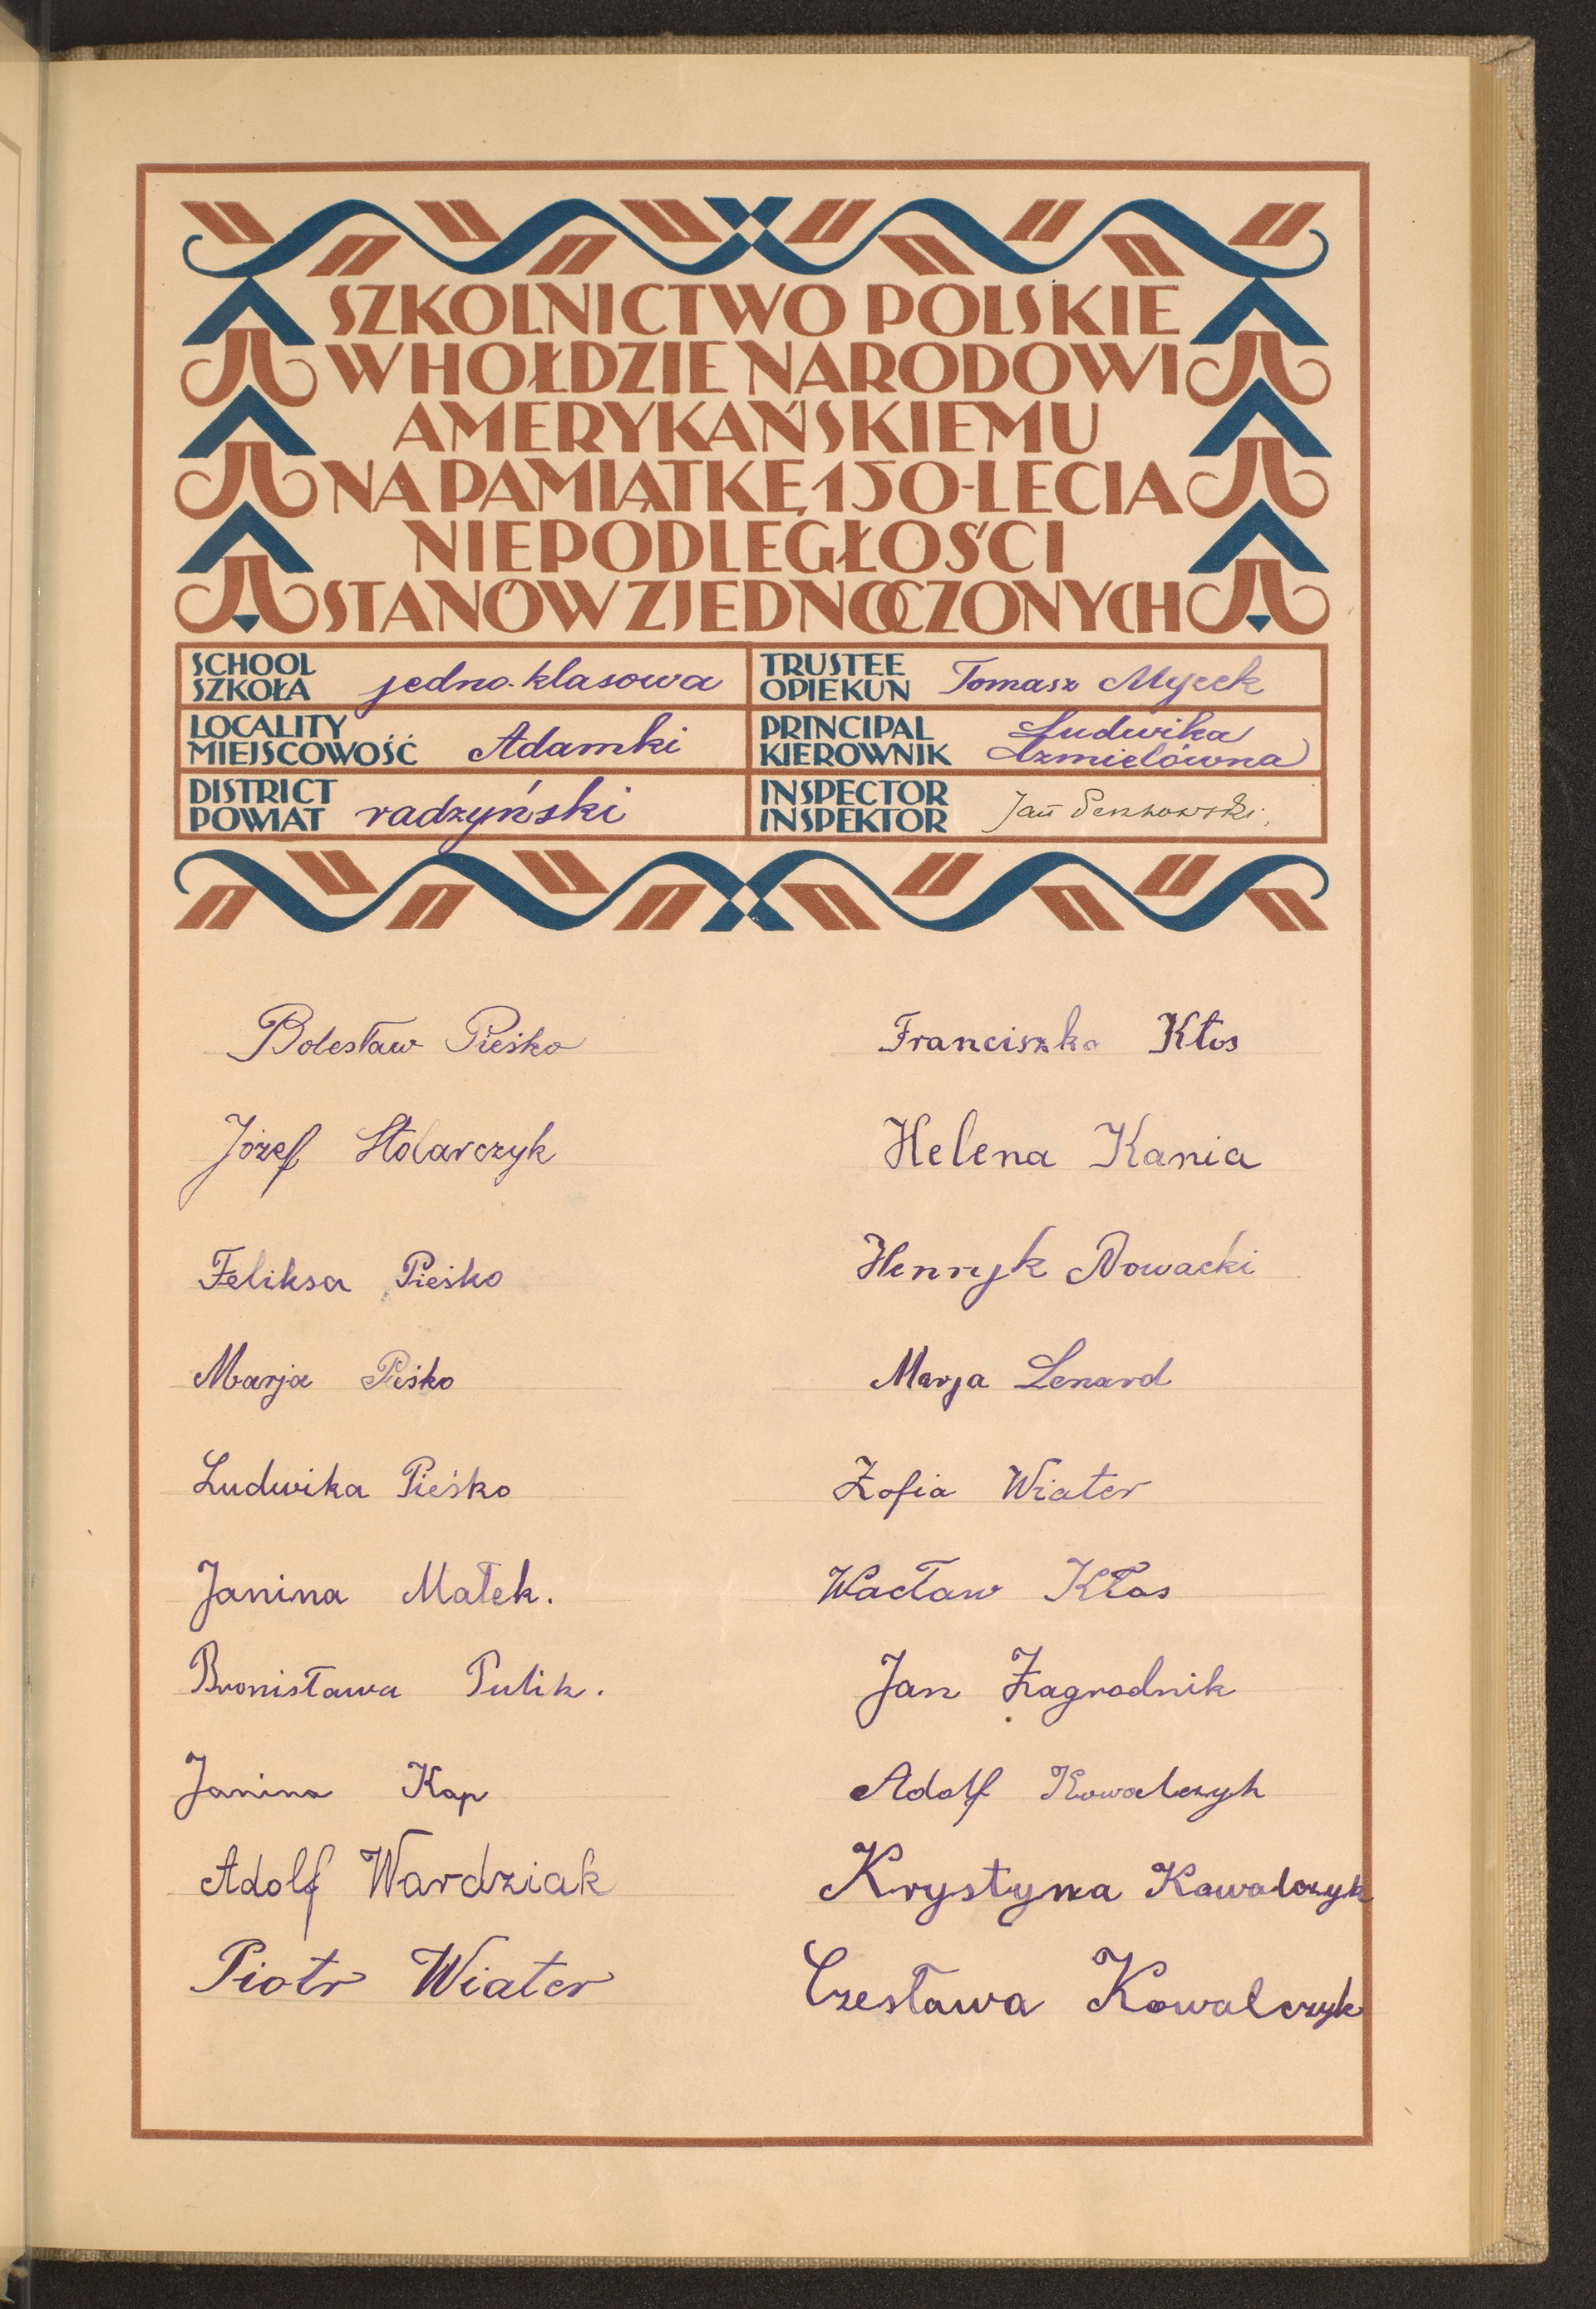 SZKOLNICTWO POLSKIE
W HOŁDZIE NARODOWI
AMERYKAŃSKIEMU
NA PAMIĄTKĘ 150-LECIA
NIEPODLEGŁOŚCI
STANÓW ZJEDNOCZONYCH
SCHOOL
SZKOŁA jedno-klasowa
TRUSTEE
OPIEKUN Tomasz
LOCALITY
MIEJSCOWOŚĆ Adamki
PRINCIPAL Ludwika
KIEROWNIK
DISTRICT
POWIAT radzyński
INSPECTOR
INSPEKTOR Jan
Bolesław Pieśko
Franciszka Kłos
Józef Stolarczyk
Helena Kania
Feliksa Pieśko
Henryk Nowacki
Marja Pieśko
Marja Lenard
Ludwika Pieśko
Zofia Wiater
Janina Małek.
Wacław Kłos
Bronisława Pulik.
Jan Zagrodnik
Janina Kap
Adolf Kowalczyk
Adolf Wardziak
Krystyna Kowalczyk
Piotr Wiater
Czesława Kowalczyk